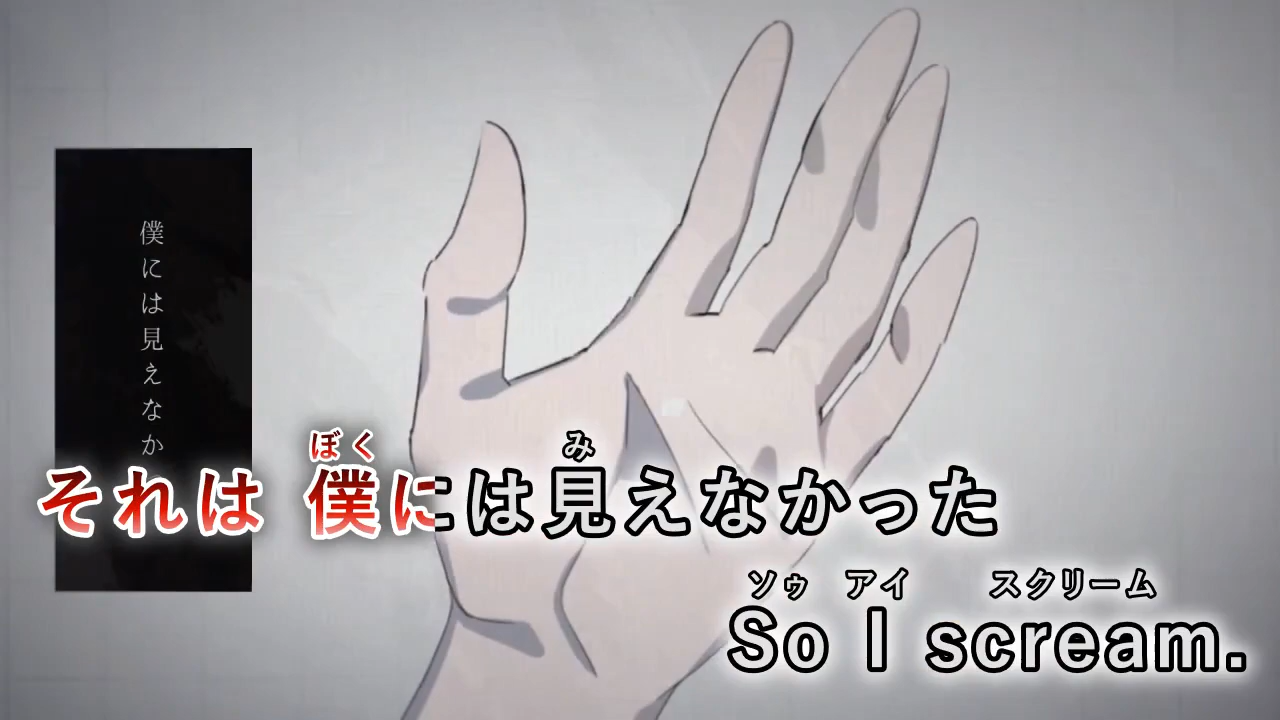 僕には見えなか
ぼく み
それは 僕には見えなかった
ソゥ アイ スクリーム
So I scream.